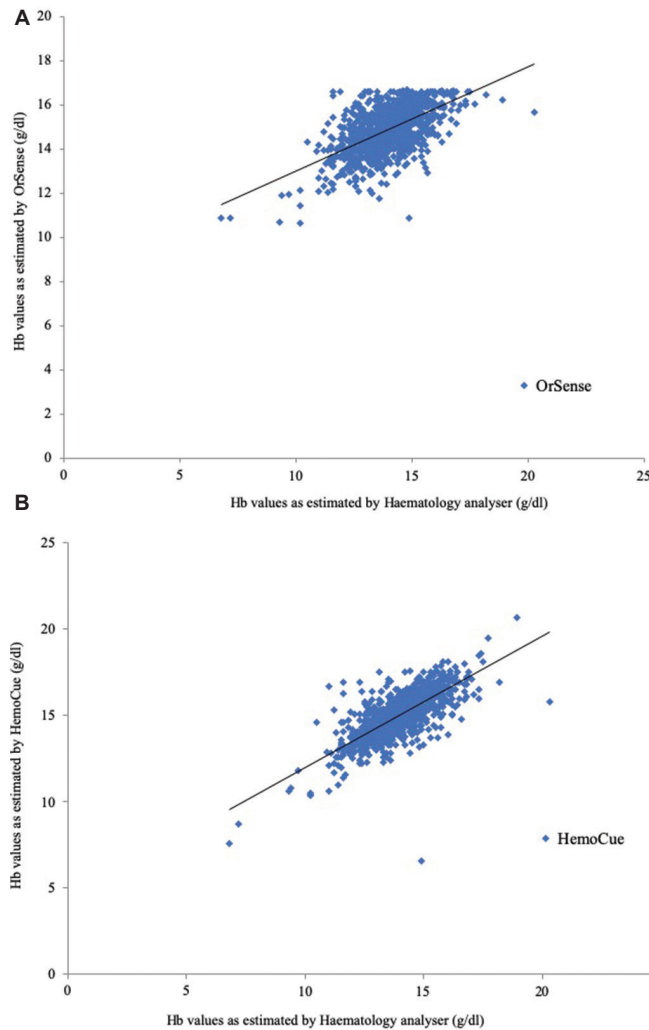 A
20
18
16
14
12
10
8
6
4
2
0
Hb values as estimated by OrSense (g/dl)
OrSense
0 5 10 15 20 25
Hb values as estimated by Haematology analyser (g/dl)
B
25
20
15
10
5
0
Hb values as estimated by HemoCue (g/dl)
HemoCue
0 5 10 15 20
Hb values as estimated by Haematology analyser (g/dl)